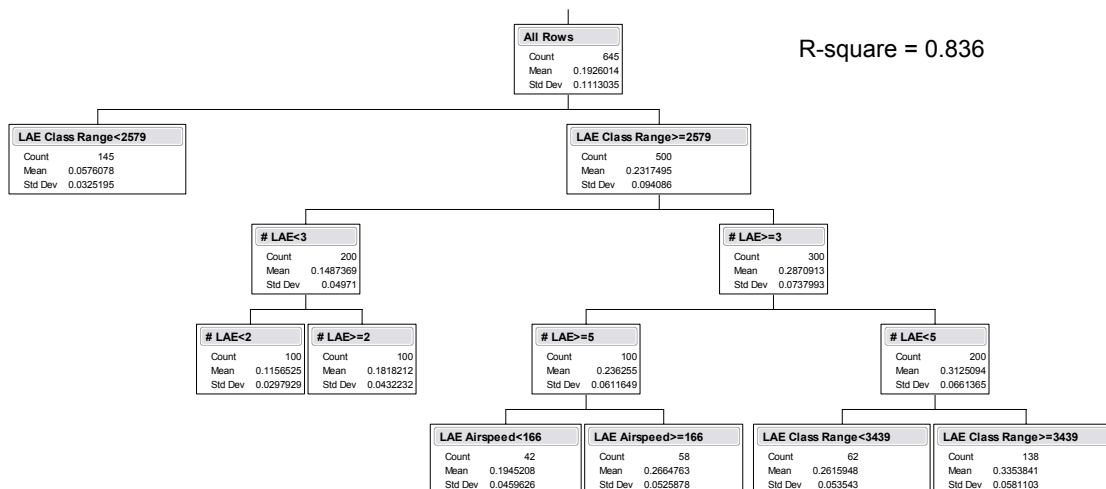 All Rows
Count 645
Mean 0.1926014
Std Dev 0.1113035
R-square = 0.836
LAE Class Range<2579
Count 145
Mean 0.0576078
Std Dev 0.0325195
LAE Class Range>=2579
Count 500
Mean 0.2317495
Std Dev 0.094086
# LAE<3
Count 200
Mean 0.1487369
Std Dev 0.04971
# LAE>=3
Count 300
Mean 0.2870913
Std Dev 0.0737993
# LAE<2
Count 100
Mean 0.1156525
Std Dev 0.0297929
# LAE>=2
Count 100
Mean 0.1818212
Std Dev 0.0432232
# LAE>=5
Count 100
Mean 0.236255
Std Dev 0.0611649
# LAE<5
Count 200
Mean 0.3125094
Std Dev 0.0661365
LAE Airspeed<166
Count 42
Mean 0.1945208
Std Dev 0.0459626
LAE Airspeed>=166
Count 58
Mean 0.2664763
Std Dev 0.0525878
LAE Class Range<3439
Count 62
Mean 0.2615948
Std Dev 0.053543
LAE Class Range>=3439
Count 138
Mean 0.3353841
Std Dev 0.0581103